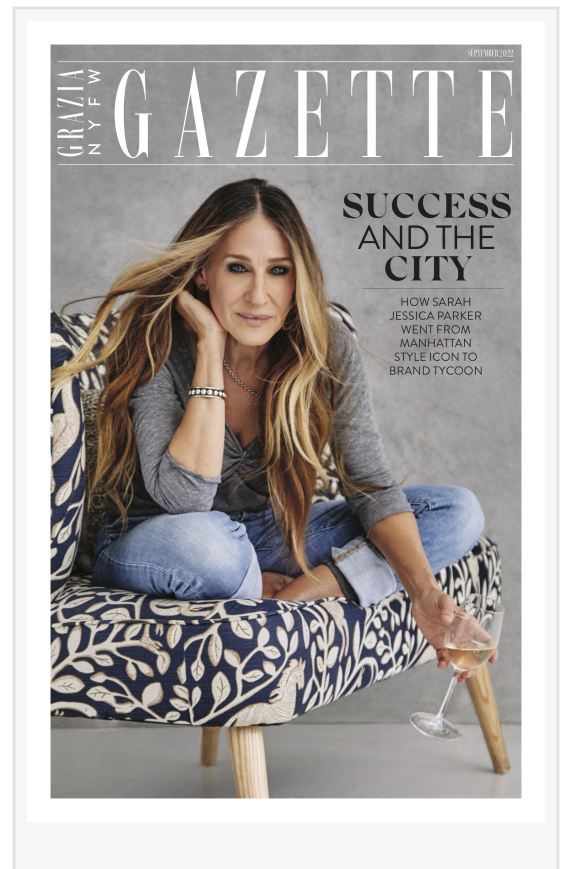 SEPTEMBER 2022
GRAZIA
NYFW
GAZETTE
SUCCESS
AND THE
CITY
HOW SARAH
JESSICA PARKER
WENT FROM
MANHATTAN
STYLE ICON TO
BRAND TYCOON